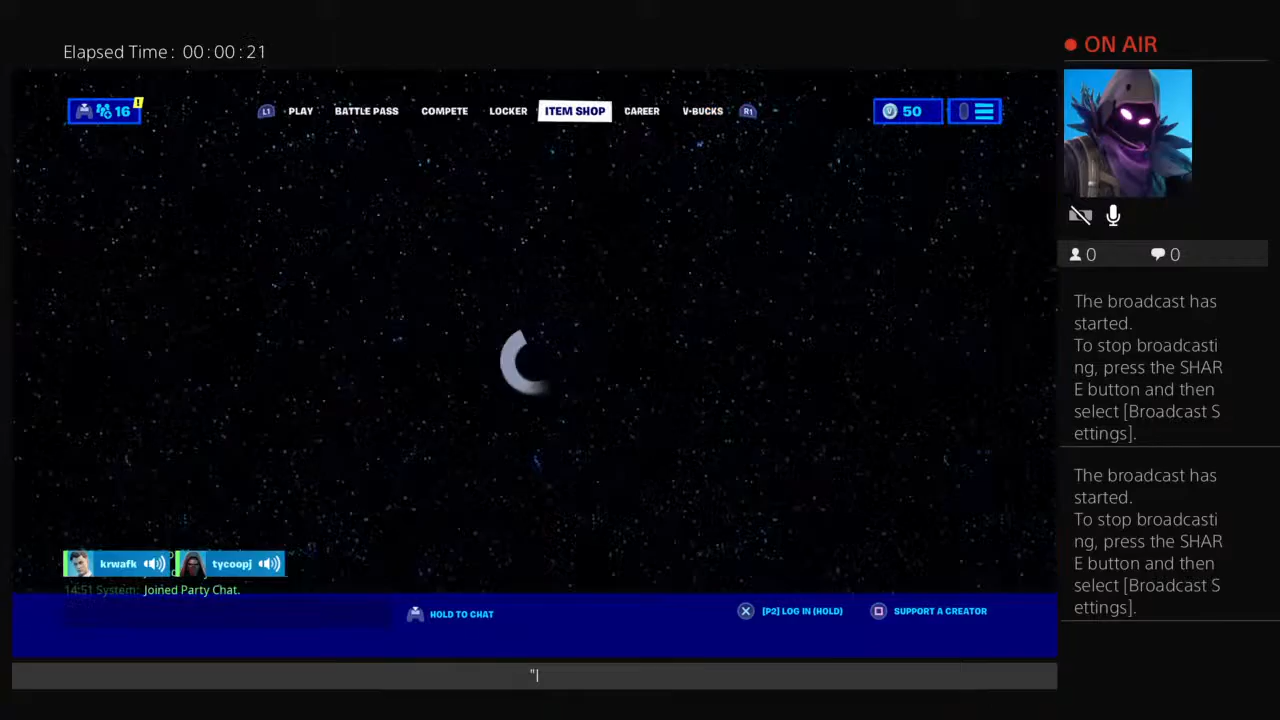 Elapsed Time: 00:00:21
ON AIR
16 !
L1 PLAY BATTLE PASS COMPETE LOCKER ITEM SHOP CAREER V-BUCKS R1
50
0 0
The broadcast has
started.
To stop broadcasti
ng, press the SHAR
E button and then
select [Broadcast S
ettings].
The broadcast has
started.
To stop broadcasti
ng, press the SHAR
E button and then
select [Broadcast S
ettings].
krwafk tycoopj
14:51 System: Joined Party Chat.
HOLD TO CHAT
[P2] LOG IN (HOLD) SUPPORT A CREATOR
"|